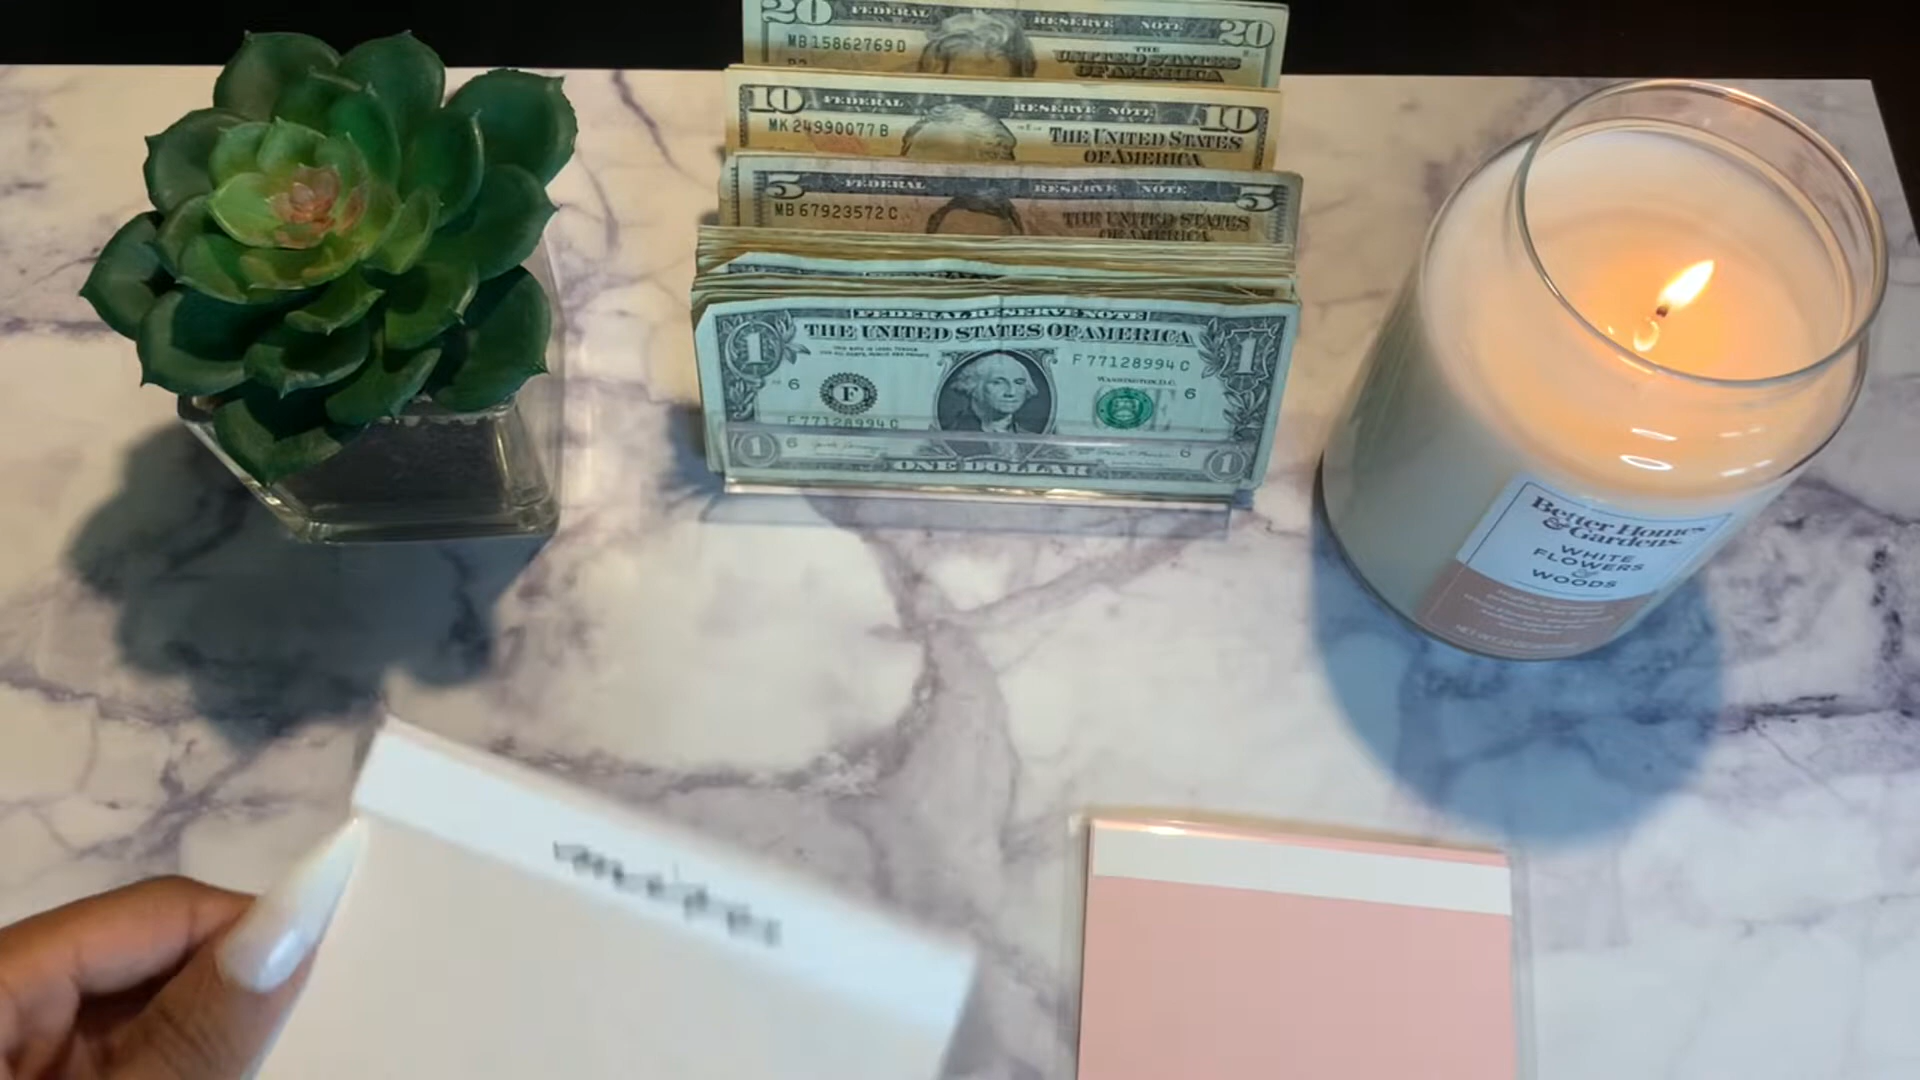 20 FEDERAL RESERVE NOTE 20
MB 15862769 D
THE
UNITED STATES
OF AMERICA
10 FEDERAL RESERVE NOTE 10
MK 24990077 B
THE UNITED STATES
OF AMERICA
5 FEDERAL RESERVE NOTE 5
MB 67923572 C
THE UNITED STATES
OF AMERICA
FEDERAL RESERVE NOTE
THE UNITED STATES OF AMERICA
1 1
F 77128994 C
WASHINGTON, D.C.
6 F 6
F 77128994 C
1 6 6 1
ONE DOLLAR
Better Homes
& Gardens
WHITE
FLOWERS
&
WOODS